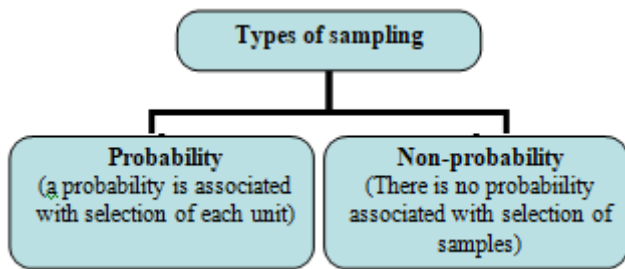 Types of sampling
Probability
(a probability is associated
with selection of each unit)
Non-probability
(There is no probabiility
associated with selection of
samples)